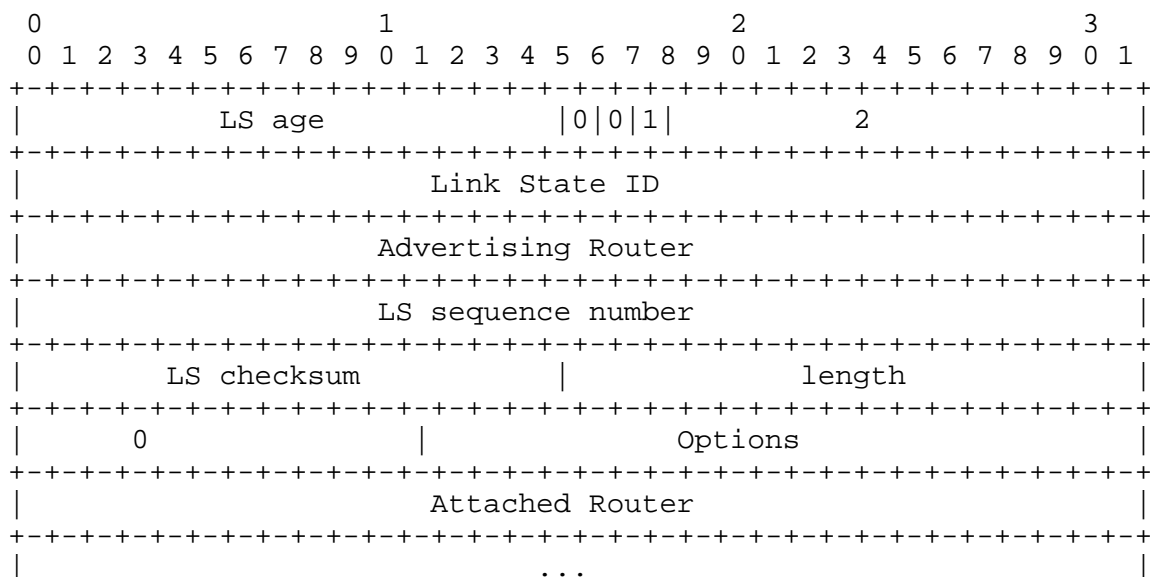 0                   1                   2                   3
 0 1 2 3 4 5 6 7 8 9 0 1 2 3 4 5 6 7 8 9 0 1 2 3 4 5 6 7 8 9 0 1
+-+-+-+-+-+-+-+-+-+-+-+-+-+-+-+-+-+-+-+-+-+-+-+-+-+-+-+-+-+-+-+-+
|           LS age              |0|0|1|          2              |
+-+-+-+-+-+-+-+-+-+-+-+-+-+-+-+-+-+-+-+-+-+-+-+-+-+-+-+-+-+-+-+-+
|                       Link State ID                           |
+-+-+-+-+-+-+-+-+-+-+-+-+-+-+-+-+-+-+-+-+-+-+-+-+-+-+-+-+-+-+-+-+
|                    Advertising Router                         |
+-+-+-+-+-+-+-+-+-+-+-+-+-+-+-+-+-+-+-+-+-+-+-+-+-+-+-+-+-+-+-+-+
|                    LS sequence number                         |
+-+-+-+-+-+-+-+-+-+-+-+-+-+-+-+-+-+-+-+-+-+-+-+-+-+-+-+-+-+-+-+-+
|        LS checksum            |             length            |
+-+-+-+-+-+-+-+-+-+-+-+-+-+-+-+-+-+-+-+-+-+-+-+-+-+-+-+-+-+-+-+-+
|      0                |              Options                  |
+-+-+-+-+-+-+-+-+-+-+-+-+-+-+-+-+-+-+-+-+-+-+-+-+-+-+-+-+-+-+-+-+
|                       Attached Router                         |
+-+-+-+-+-+-+-+-+-+-+-+-+-+-+-+-+-+-+-+-+-+-+-+-+-+-+-+-+-+-+-+-+
|                             ...                               |